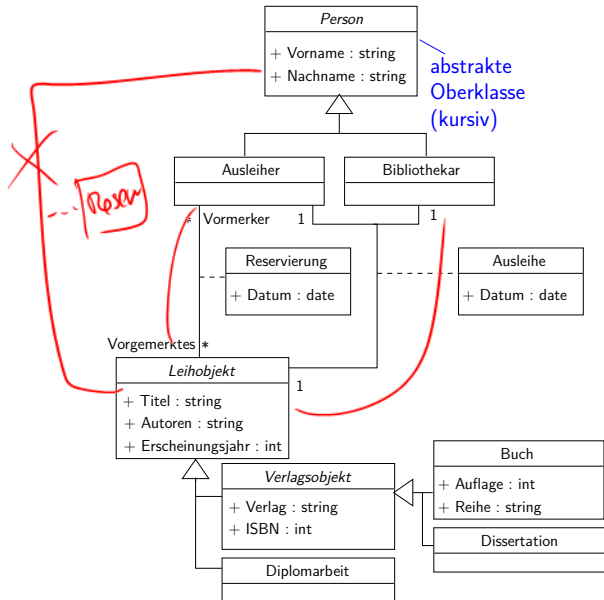 Person
+ Vorname : string
+ Nachname : string
abstrakte
Oberklasse
(kursiv)
Ausleiher
Bibliothekar
Reser
* Vormerker
1
1
Reservierung
+ Datum : date
Ausleihe
+ Datum : date
Vorgemerktes *
Leihobjekt
1
+ Titel : string
+ Autoren : string
+ Erscheinungsjahr : int
Verlagsobjekt
+ Verlag : string
+ ISBN : int
Buch
+ Auflage : int
+ Reihe : string
Dissertation
Diplomarbeit